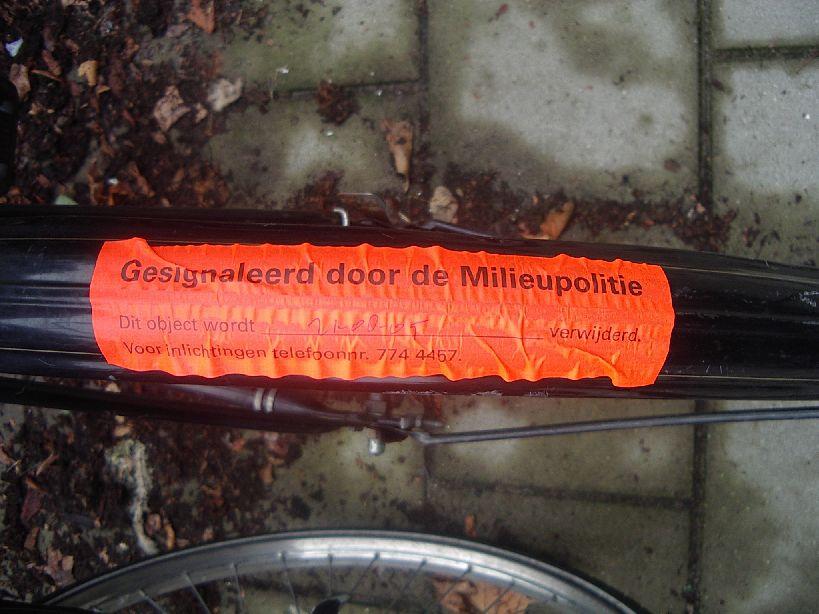 Gesignaleerd door de Milieupolitie
Dit object wordt verwijderd.
Voor inlichtingen telefoonnr. 774 4457.